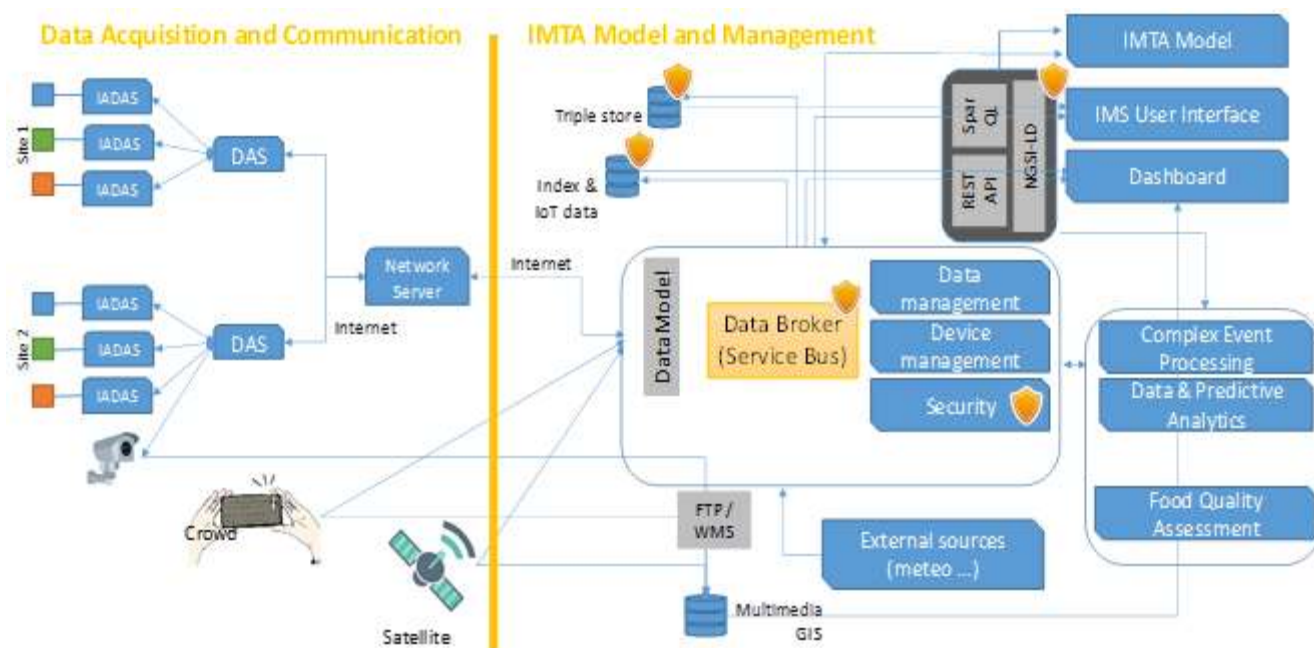 Data Acquisition and Communication
IADAS
IADAS
IADAS
Site 1
DAS
Network
Server
Internet
IADAS
IADAS
IADAS
Site 2
DAS
Crowd
Satellite
IMTA Model and Management
Triple store
Index &
IoT data
Spar
QL
REST
API
NGSI-LD
IMTA Model
IMS User Interface
Dashboard
Internet
Data Model
Data Broker
(Service Bus)
Data
management
Device
management
Security
Complex Event
Processing
Data & Predictive
Analytics
Food Quality
Assessment
FTP /
WMS
External sources
(meteo ...)
Multimedia
GIS